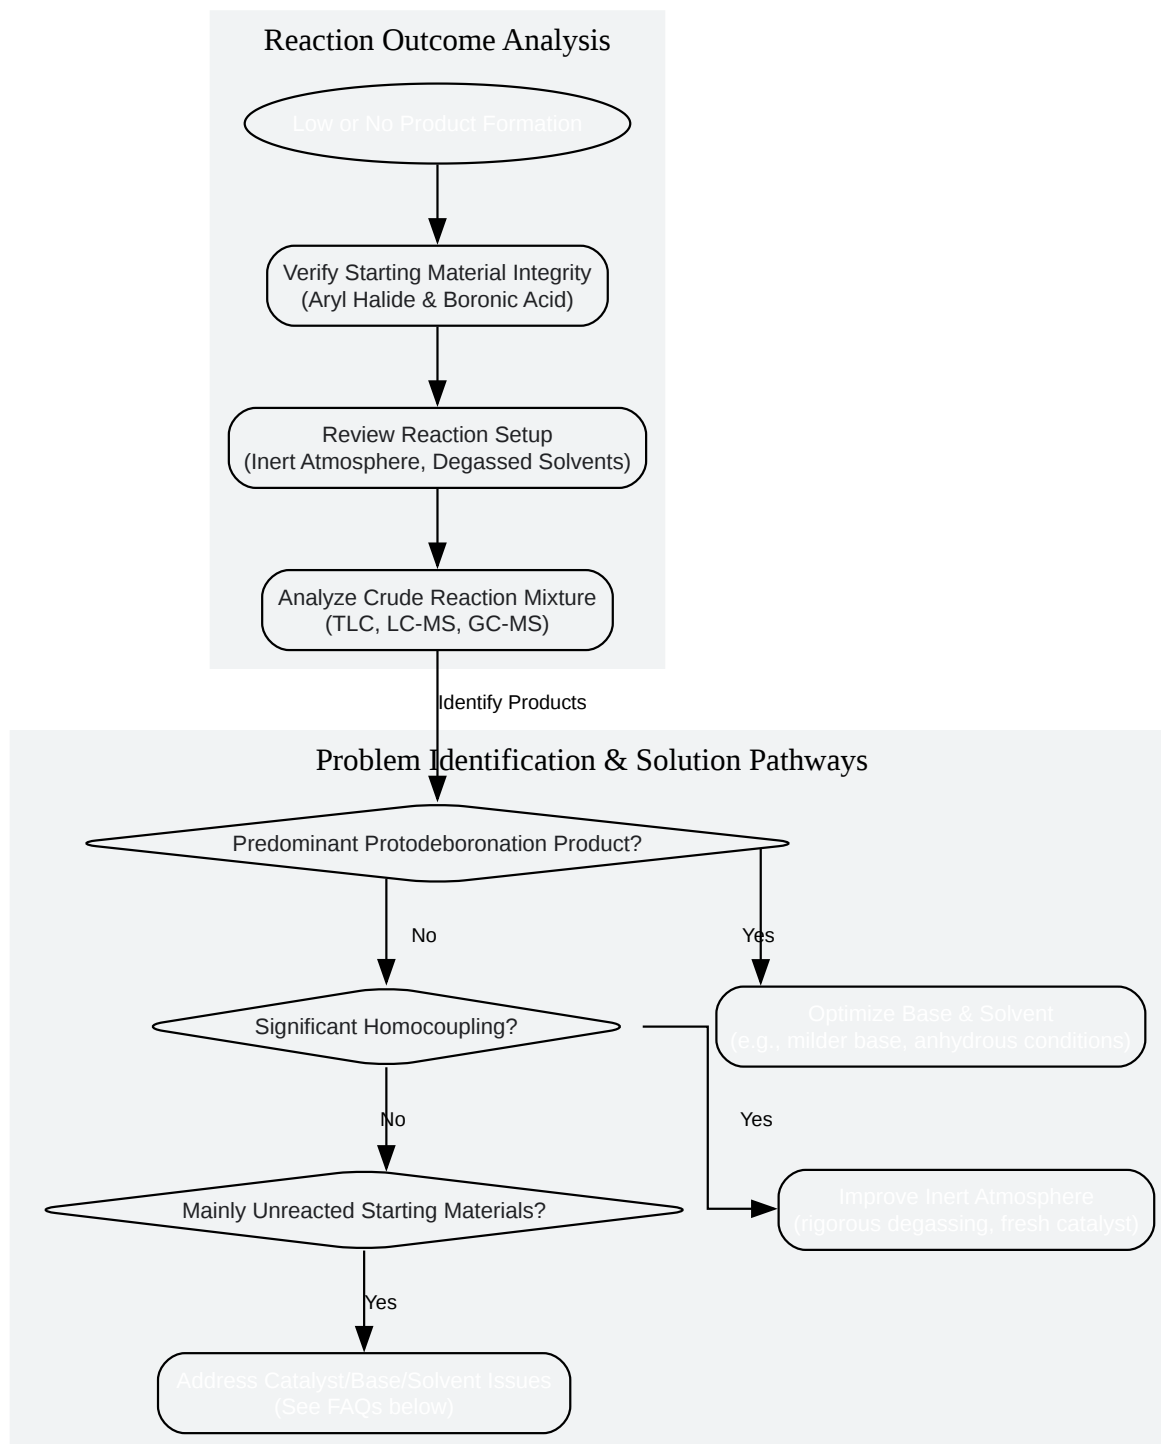 Reaction Outcome Analysis
Low or No Product Formation
Verify Starting Material Integrity
(Aryl Halide & Boronic Acid)
Review Reaction Setup
(Inert Atmosphere, Degassed Solvents)
Analyze Crude Reaction Mixture
(TLC, LC-MS, GC-MS)
Identify Products
Problem Identification & Solution Pathways
Predominant Protodeboronation Product?
No
Yes
Significant Homocoupling?
Optimize Base & Solvent
(e.g., milder base, anhydrous conditions)
No
Yes
Mainly Unreacted Starting Materials?
Improve Inert Atmosphere
(rigorous degassing, fresh catalyst)
Yes
Address Catalyst/Base/Solvent Issues
(See FAQs below)